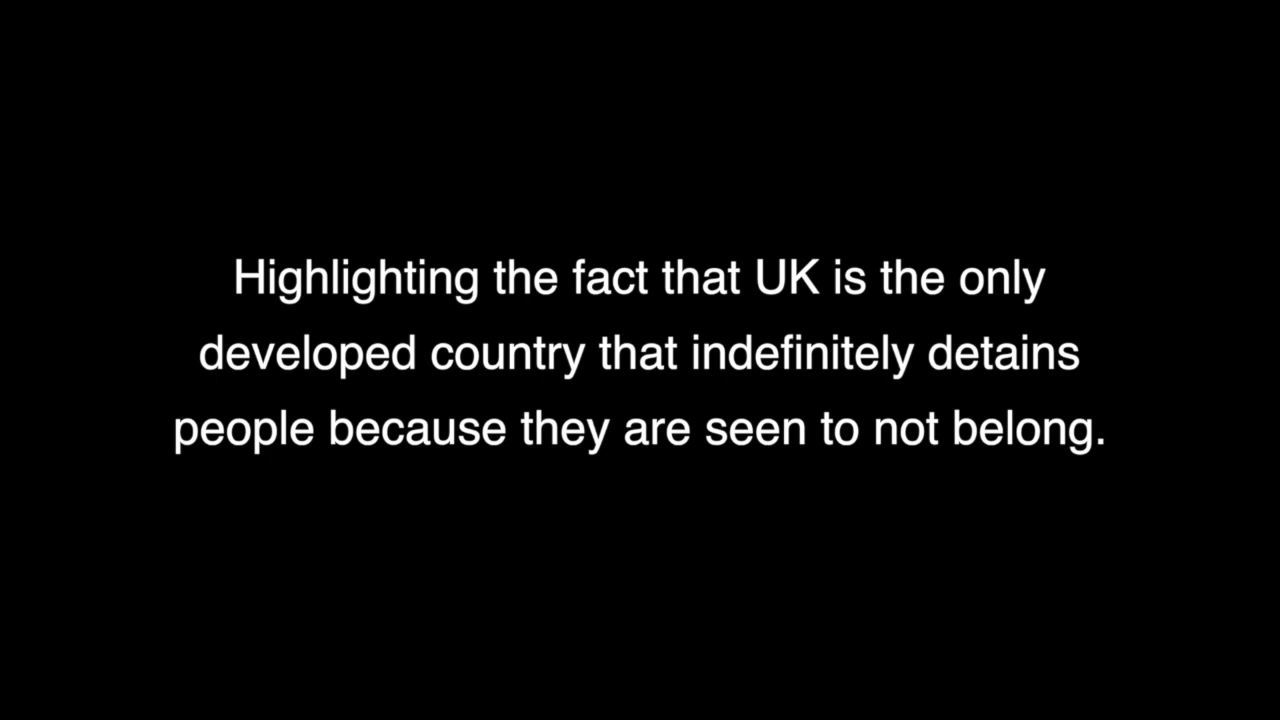 Highlighting the fact that UK is the only
developed country that indefinitely detains
people because they are seen to not belong.